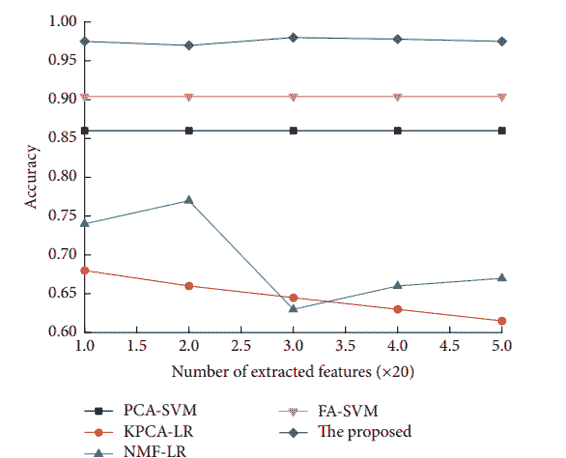 1.00
0.95
0.90
0.85
0.80
0.75
0.70
0.65
0.60
Accuracy
1.0 1.5 2.0 2.5 3.0 3.5 4.0 4.5 5.0
Number of extracted features (×20)
PCA-SVM
KPCA-LR
NMF-LR
FA-SVM
The proposed